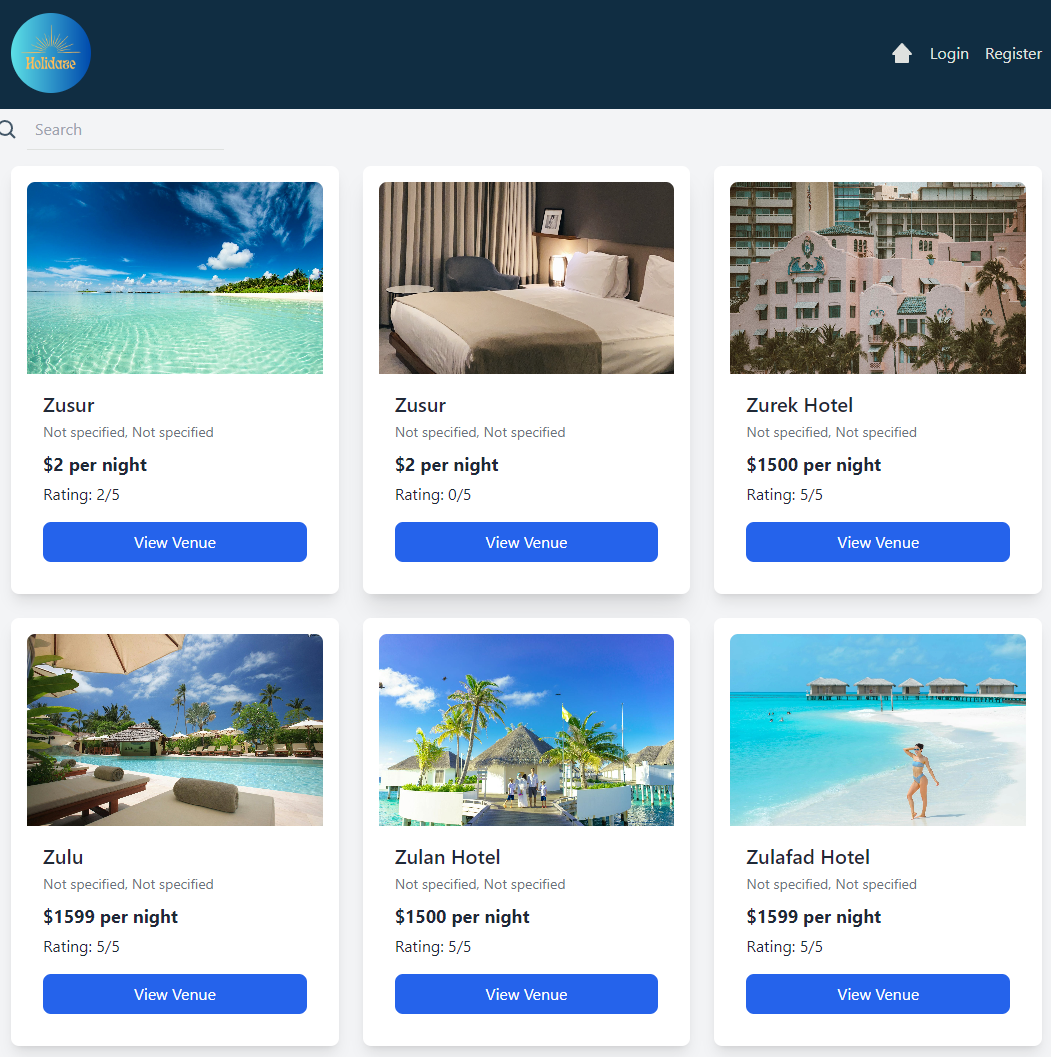 Holidaze
Login Register
Search
Zusur
Not specified, Not specified
$2 per night
Rating: 2/5
View Venue
Zusur
Not specified, Not specified
$2 per night
Rating: 0/5
View Venue
Zurek Hotel
Not specified, Not specified
$1500 per night
Rating: 5/5
View Venue
Zulu
Not specified, Not specified
$1599 per night
Rating: 5/5
View Venue
Zulan Hotel
Not specified, Not specified
$1500 per night
Rating: 5/5
View Venue
Zulafad Hotel
Not specified, Not specified
$1599 per night
Rating: 5/5
View Venue